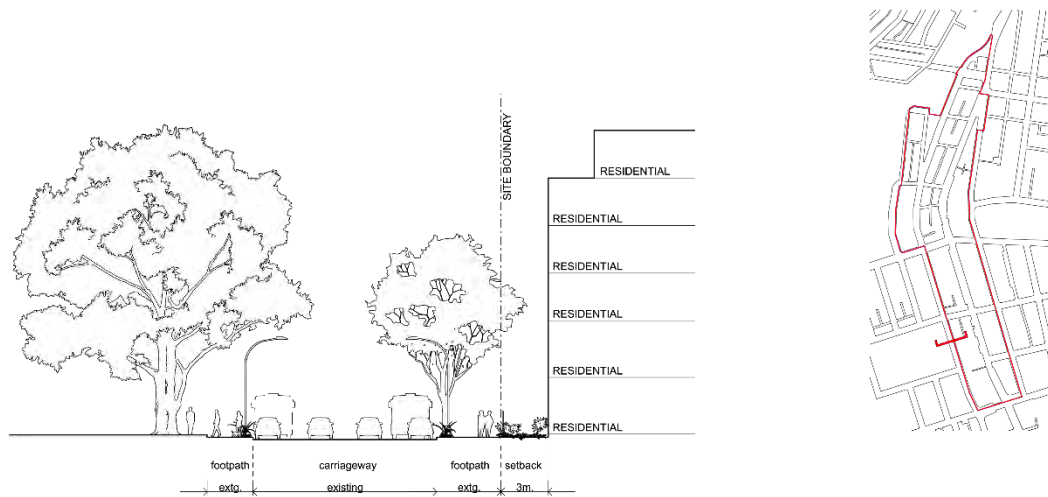 SITE BOUNDARY
RESIDENTIAL
RESIDENTIAL
RESIDENTIAL
RESIDENTIAL
RESIDENTIAL
RESIDENTIAL
footpath carriageway footpath setback
extg. existing extg. 3m.